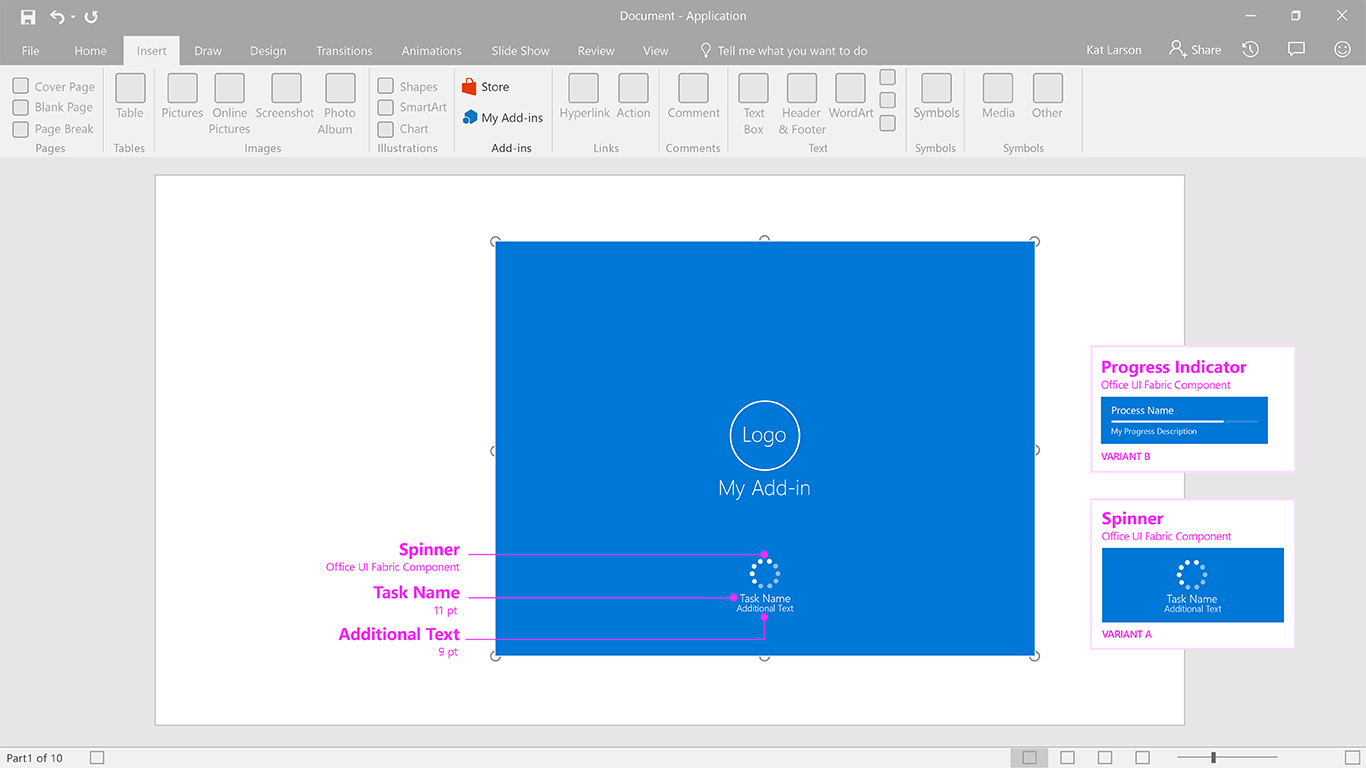 Document - Application
File Home Insert Draw Design Transitions Animations Slide Show Review View Tell me what you want to do Kat Larson Share
Cover Page
Blank Page
Page Break
Pages
Table
Tables
Pictures
Online
Pictures
Screenshot
Photo
Album
Images
Shapes
SmartArt
Chart
Illustrations
Store
My Add-ins
Add-ins
Hyperlink
Action
Links
Comment
Comments
Text
Box
Header
& Footer
WordArt
Text
Symbols
Symbols
Media
Other
Symbols
Logo
My Add-in
Spinner
Office UI Fabric Component
Task Name
11 pt
Additional Text
9 pt
Task Name
Additional Text
Progress Indicator
Office UI Fabric Component
Process Name
My Progress Description
VARIANT B
Spinner
Office UI Fabric Component
Task Name
Additional Text
VARIANT A
Part1 of 10